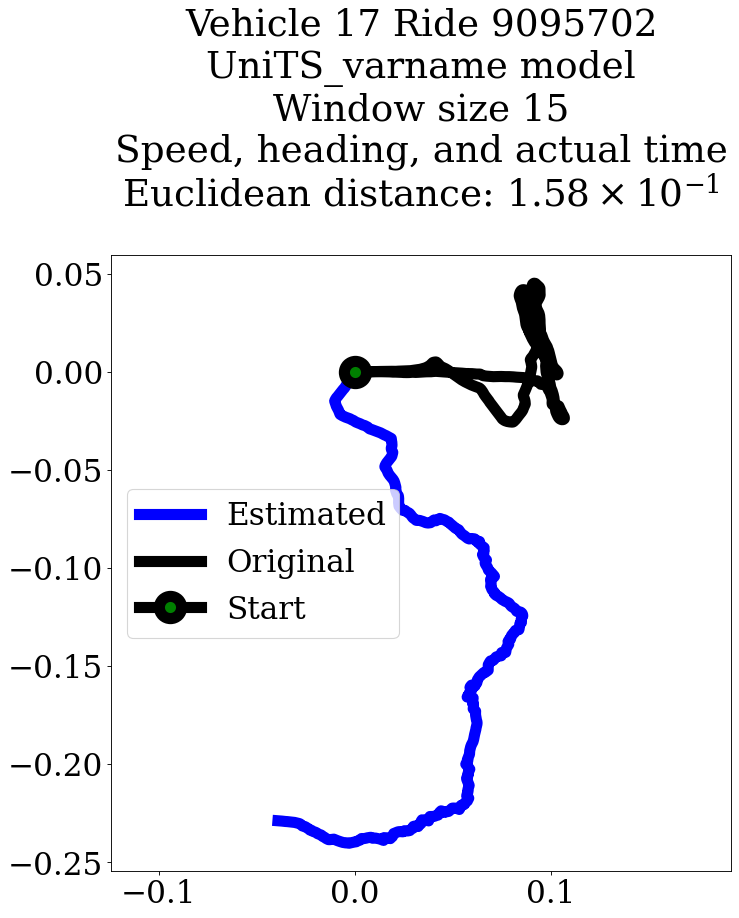 Vehicle 17 Ride 9095702
UniTS_varname model
Window size 15
Speed, heading, and actual time
Euclidean distance: 1.58 × 10⁻¹
0.05
0.00
−0.05
−0.10
−0.15
−0.20
−0.25
Estimated
Original
Start
−0.1
0.0
0.1